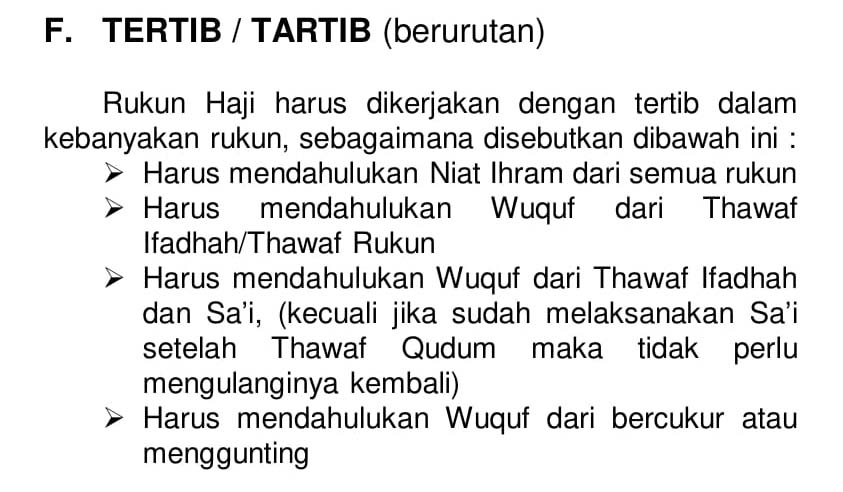 F. TERTIB / TARTIB (berurutan)
Rukun Haji harus dikerjakan dengan tertib dalam
kebanyakan rukun, sebagaimana disebutkan dibawah ini :
➢ Harus mendahulukan Niat Ihram dari semua rukun
➢ Harus mendahulukan Wuquf dari Thawaf
Ifadhah/Thawaf Rukun
➢ Harus mendahulukan Wuquf dari Thawaf Ifadhah
dan Sa'i, (kecuali jika sudah melaksanakan Sa'i
setelah Thawaf Qudum maka tidak perlu
mengulanginya kembali)
➢ Harus mendahulukan Wuquf dari bercukur atau
menggunting